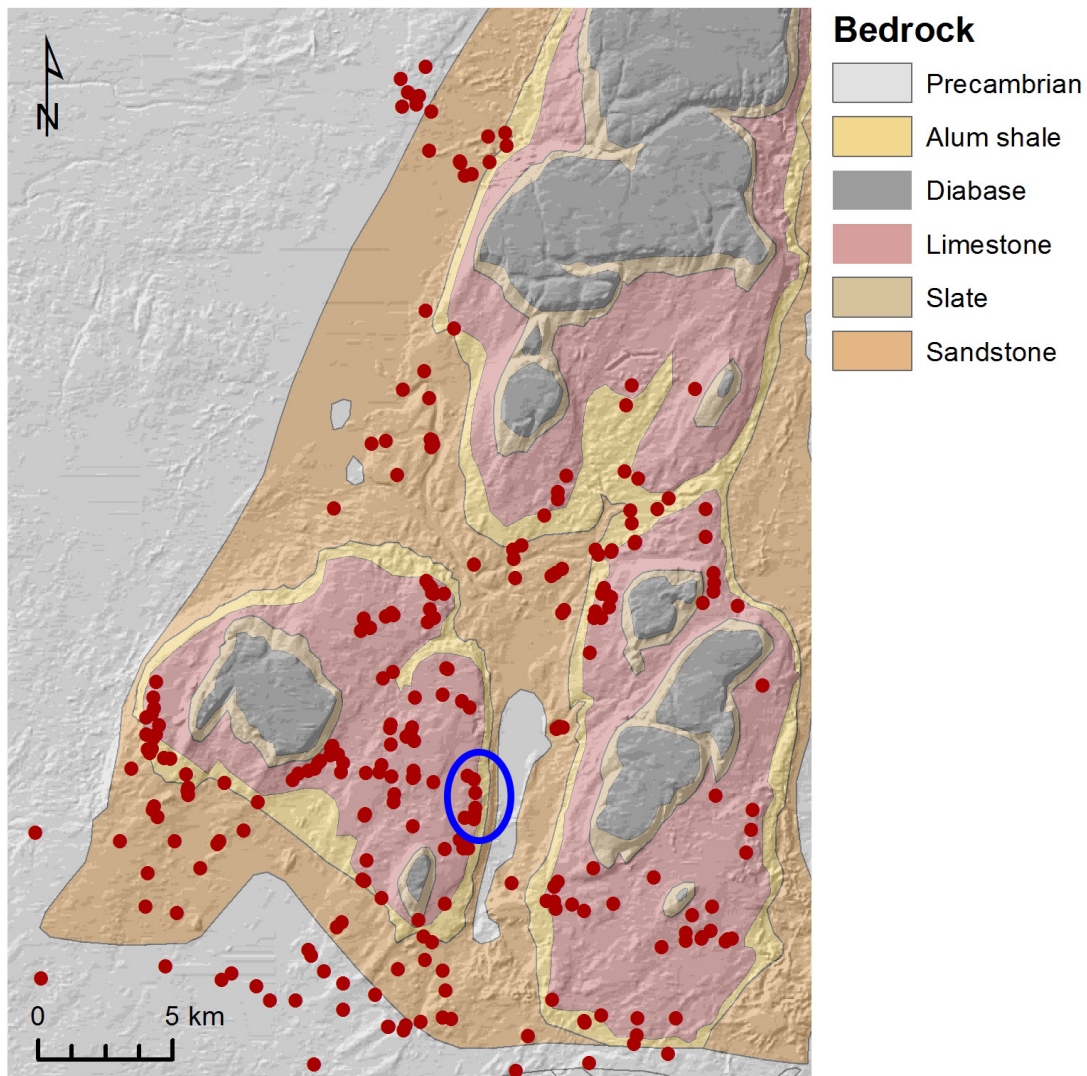 Bedrock
Precambrian
Alum shale
Diabase
Limestone
Slate
Sandstone
N
0 5 km